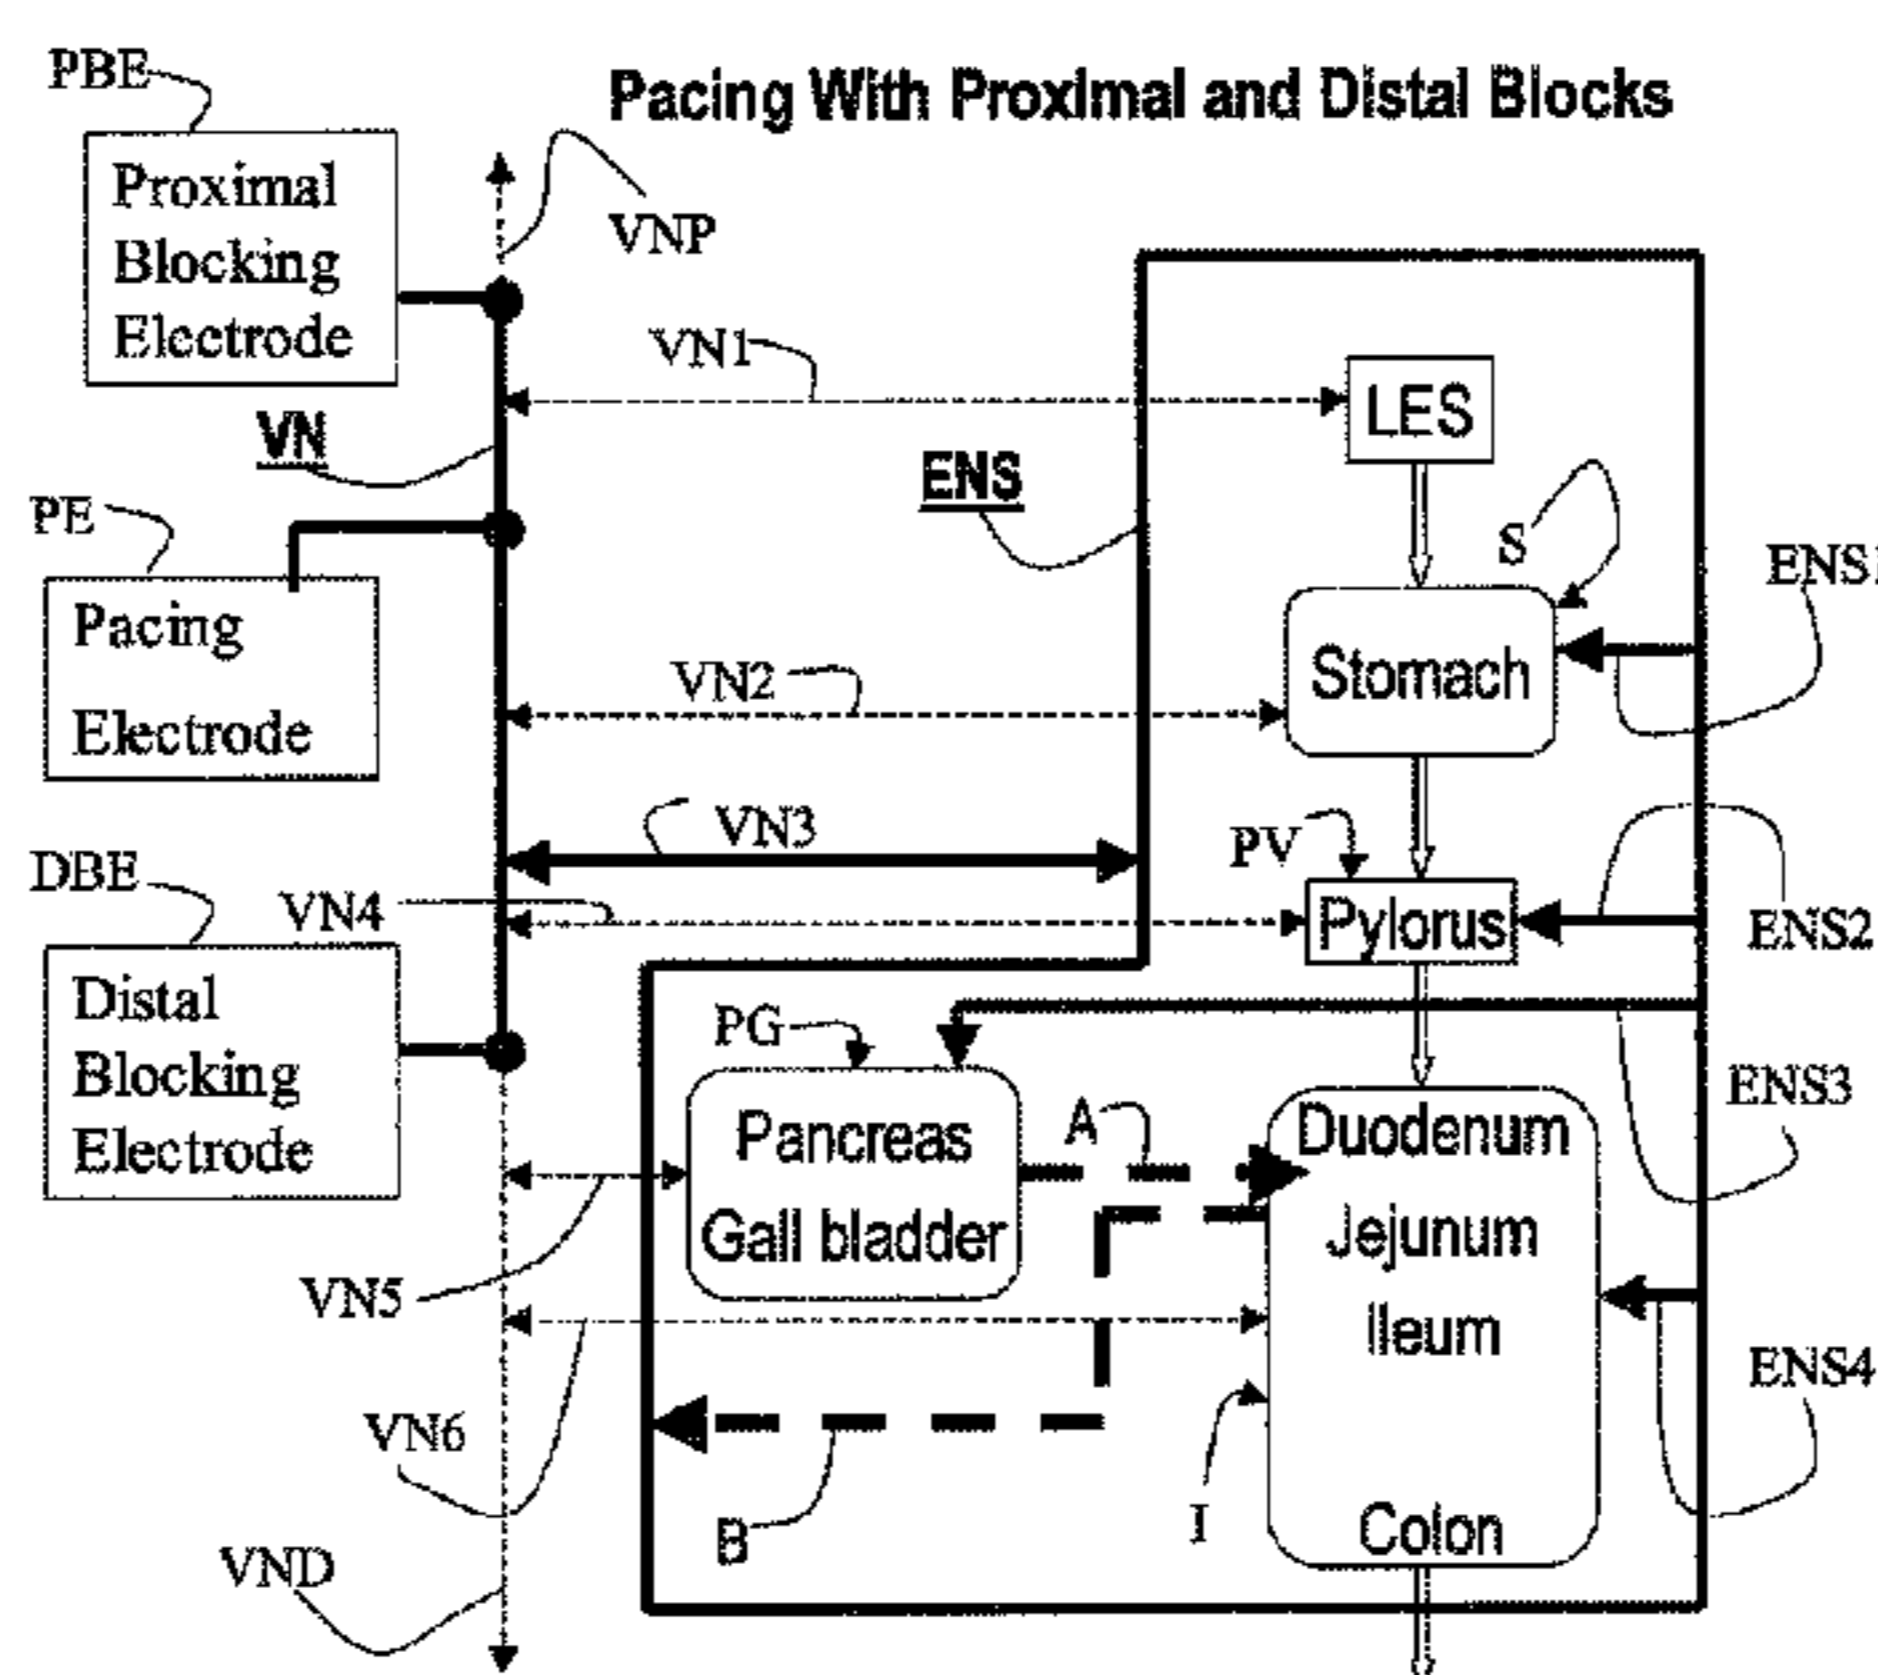 PBE
Pacing With Proximal and Distal Blocks
Proximal
Blocking
Electrode
VNP
VN1
LES
VN
ENS
PE
S
ENS1
Pacing
Electrode
VN2
Stomach
VN3
PV
DBE
VN4
Pylorus
ENS2
Distal
Blocking
Electrode
PG
ENS3
A
Pancreas
Gall bladder
Duodenum
Jejunum
Ileum
Colon
VN5
ENS4
VN6
B
I
VND